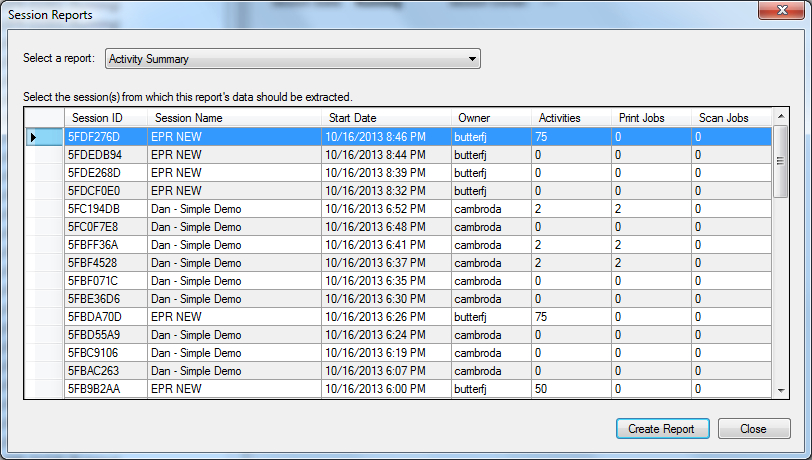 Session Reports
Select a report: Activity Summary
Select the session(s) from which this report's data should be extracted.
Session ID Session Name Start Date Owner Activities Print Jobs Scan Jobs
5FDF276D EPR NEW 10/16/2013 8:46 PM butterfj 75 0 0
5FDEDB94 EPR NEW 10/16/2013 8:44 PM butterfj 0 0 0
5FDE268D EPR NEW 10/16/2013 8:39 PM butterfj 0 0 0
5FDCF0E0 EPR NEW 10/16/2013 8:32 PM butterfj 0 0 0
5FC194DB Dan - Simple Demo 10/16/2013 6:52 PM cambroda 2 2 0
5FC0F7E8 Dan - Simple Demo 10/16/2013 6:48 PM cambroda 0 0 0
5FBFF36A Dan - Simple Demo 10/16/2013 6:41 PM cambroda 2 2 0
5FBF4528 Dan - Simple Demo 10/16/2013 6:37 PM cambroda 2 2 0
5FBF071C Dan - Simple Demo 10/16/2013 6:35 PM cambroda 0 0 0
5FBE36D6 Dan - Simple Demo 10/16/2013 6:30 PM cambroda 0 0 0
5FBDA70D EPR NEW 10/16/2013 6:26 PM butterfj 75 0 0
5FBD55A9 Dan - Simple Demo 10/16/2013 6:24 PM cambroda 0 0 0
5FBC9106 Dan - Simple Demo 10/16/2013 6:19 PM cambroda 0 0 0
5FBAC263 Dan - Simple Demo 10/16/2013 6:07 PM cambroda 0 0 0
5FB9B2AA EPR NEW 10/16/2013 6:00 PM butterfj 50 0 0
Create Report Close